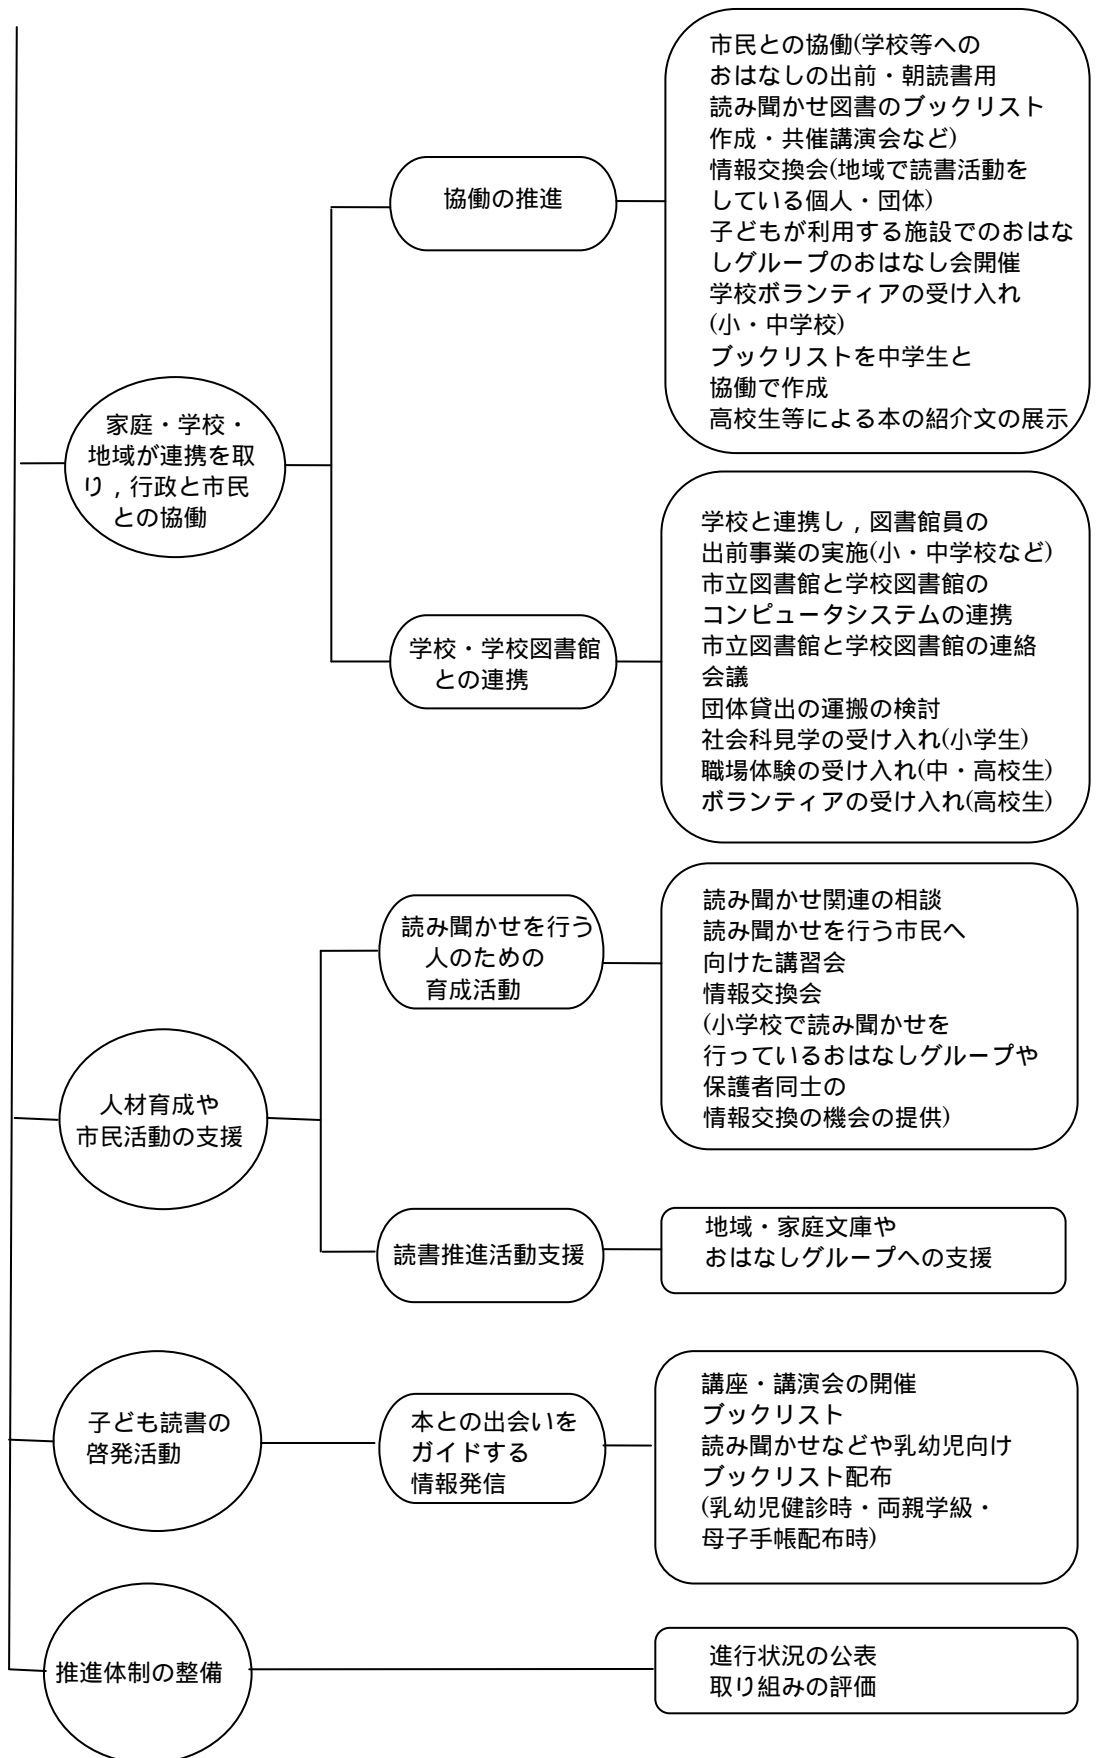 市民との協働(学校等への
おはなしの出前・朝読書用
読み聞かせ図書のブックリスト
作成・共催講演会など)
情報交換会(地域で読書活動を
している個人・団体)
子どもが利用する施設でのおはな
しグループのおはなし会開催
学校ボランティアの受け入れ
(小・中学校)
ブックリストを中学生と
協働で作成
高校生等による本の紹介文の展示
協働の推進
家庭・学校・
地域が連携を取
り，行政と市民
との協働
学校と連携し，図書館員の
出前事業の実施(小・中学校など)
市立図書館と学校図書館の
コンピュータシステムの連携
市立図書館と学校図書館の連絡
会議
団体貸出の運搬の検討
社会科見学の受け入れ(小学生)
職場体験の受け入れ(中・高校生)
ボランティアの受け入れ(高校生)
学校・学校図書館
との連携
読み聞かせを行う
人のための
育成活動
読み聞かせ関連の相談
読み聞かせを行う市民へ
向けた講習会
情報交換会
(小学校で読み聞かせを
行っているおはなしグループや
保護者同士の
情報交換の機会の提供)
人材育成や
市民活動の支援
読書推進活動支援
地域・家庭文庫や
おはなしグループへの支援
子ども読書の
啓発活動
本との出会いを
ガイドする
情報発信
講座・講演会の開催
ブックリスト
読み聞かせなどや乳幼児向け
ブックリスト配布
(乳幼児健診時・両親学級・
母子手帳配布時)
推進体制の整備
進行状況の公表
取り組みの評価